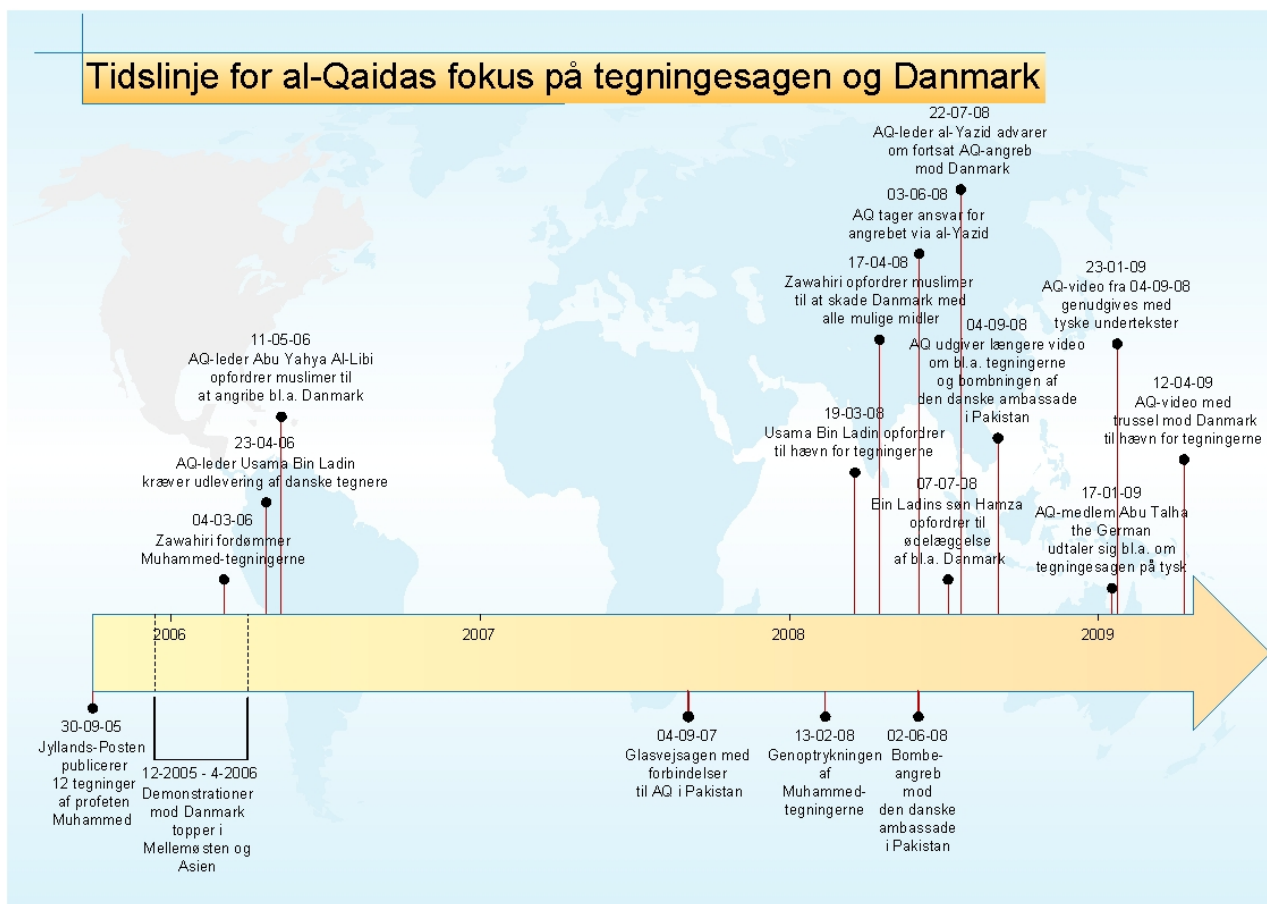 Tidslinje for al-Qaidas fokus på tegningesagen og Danmark
22-07-08
AQ-leder al-Yazid advarer
om fortsat AQ-angreb
mod Danmark
03-06-08
AQ tager ansvar for
angrebet via al-Yazid
17-04-08
Zawahiri opfordrer muslimer
til at skade Danmark med
alle mulige midler
23-01-09
AQ-video fra 04-09-08
genudgives med
tyske undertekster
04-09-08
AQ udgiver længere video
om bl.a. tegningerne
og bombningen af
den danske ambassade
i Pakistan
11-05-06
AQ-leder Abu Yahya Al-Libi
opfordrer muslimer til
at angribe bl.a. Danmark
12-04-09
AQ-video med
trussel mod Danmark
til hævn for tegningerne
19-03-08
Usama Bin Ladin opfordrer
til hævn for tegningerne
23-04-06
AQ-leder Usama Bin Ladin
kræver udlevering af danske tegnere
07-07-08
Bin Ladins søn Hamza
opfordrer til
ødelæggelse
af bl.a. Danmark
17-01-09
AQ-medlem Abu Talha
the German
udtaler sig bl.a. om
tegningesagen på tysk
04-03-06
Zawahiri fordømmer
Muhammed-tegningerne
2006
2007
2008
2009
30-09-05
Jyllands-Posten
publicerer
12 tegninger
af profeten
Muhammed
12-2005 - 4-2006
Demonstrationer
mod Danmark
topper i
Mellemøsten og
Asien
04-09-07
Glasvejsagen med
forbindelser
til AQ i Pakistan
13-02-08
Genoptrykningen
af
Muhammed-
tegningerne
02-06-08
Bombe-
angreb
mod
den danske
ambassade
i Pakistan